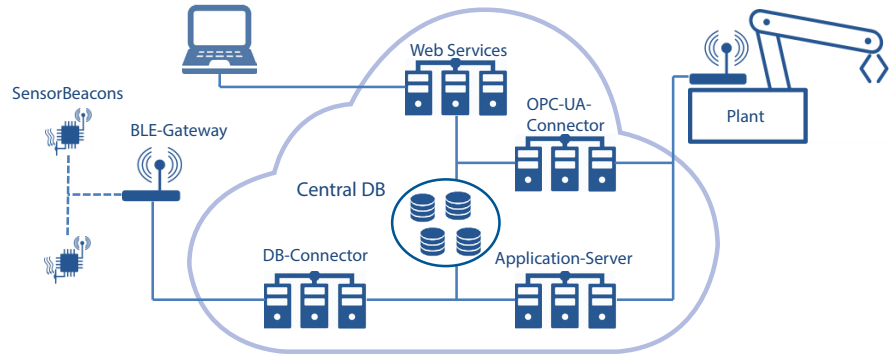 Web Services
SensorBeacons
OPC-UA-
Connector
BLE-Gateway
Plant
Central DB
DB-Connector
Application-Server